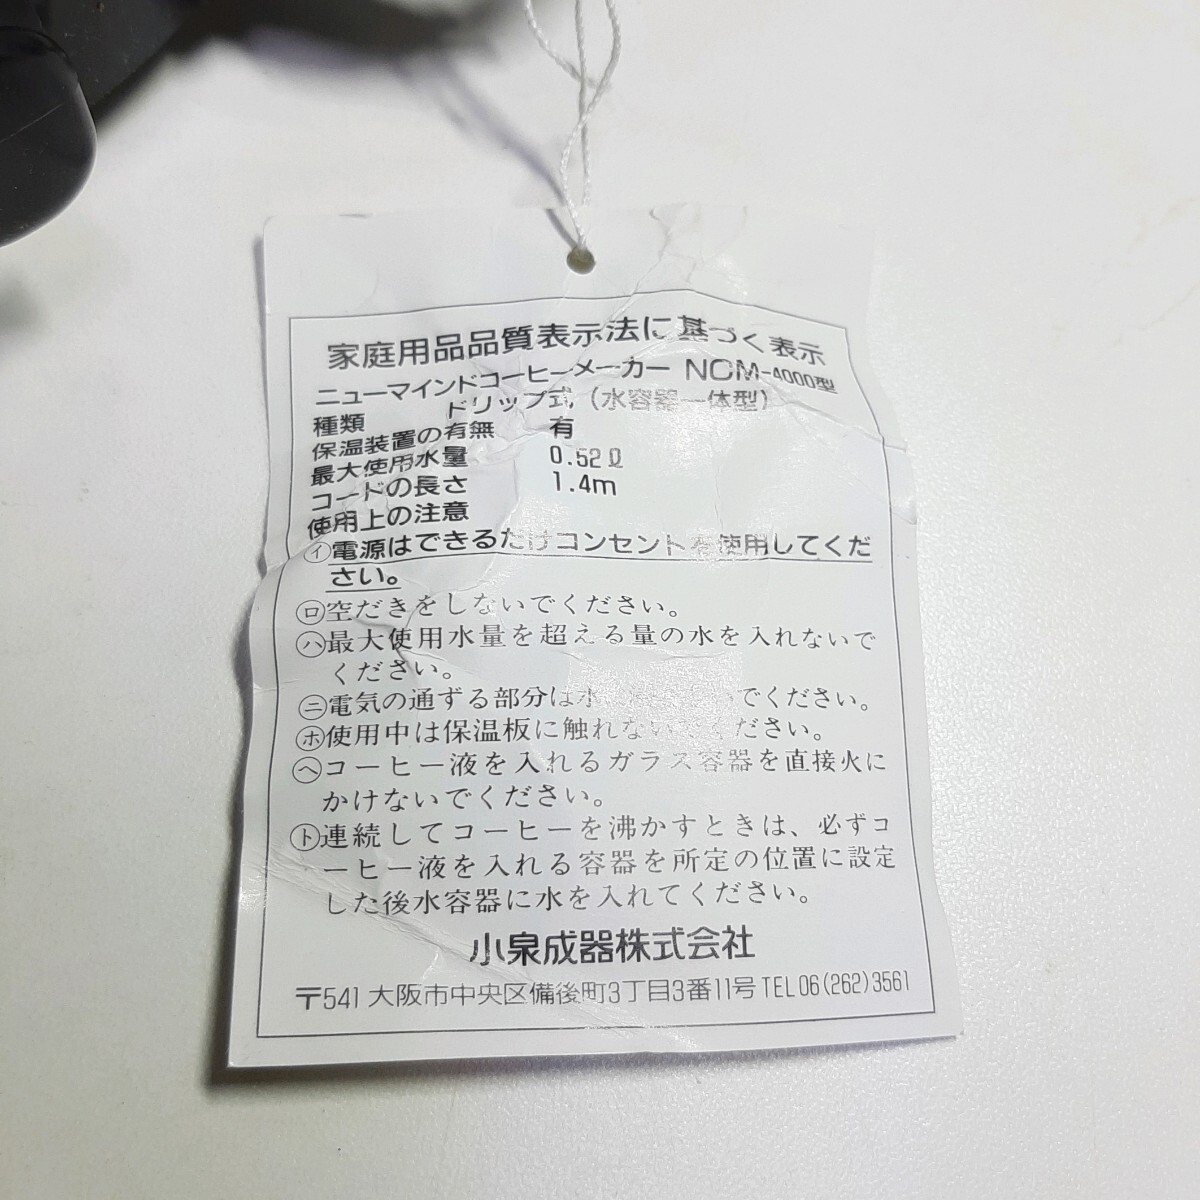 家庭用品品質表示法に基づく表示
ニューマインドコーヒーメーカー NCM-4000型
種類 ドリップ式（水容器一体型）
保温装置の有無 有
最大使用水量 0.52ℓ
コードの長さ 1.4m
使用上の注意
㋑電源はできるだけコンセントを使用してくだ
さい。
㋺空だきをしないでください。
㋩最大使用水量を超える量の水を入れないで
ください。
㋥電気の通ずる部分は水 でください。
㋭使用中は保温板に触れないでください。
㋬コーヒー液を入れるガラス容器を直接火に
かけないでください。
㋣連続してコーヒーを沸かすときは、必ずコ
ーヒー液を入れる容器を所定の位置に設定
した後水容器に水を入れてください。
小泉成器株式会社
〒541 大阪市中央区備後町3丁目3番11号 TEL 06(262)3561